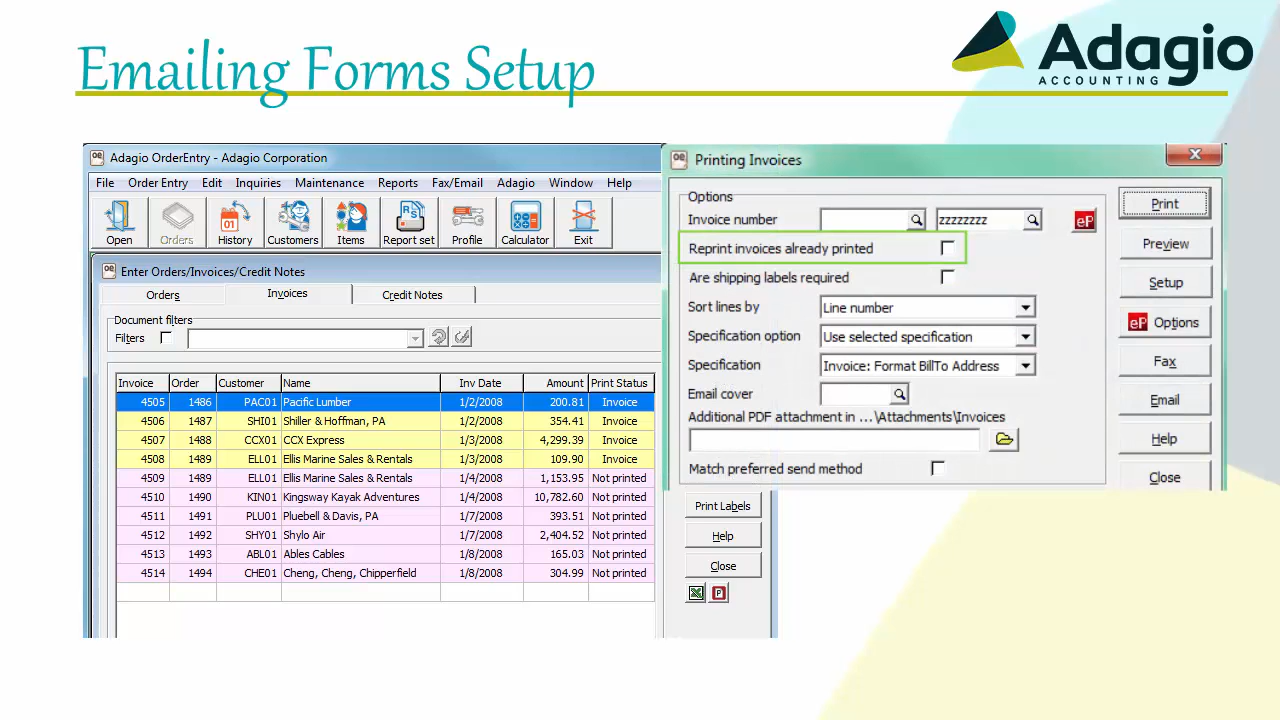 Emailing Forms Setup
Adagio
ACCOUNTING
Adagio OrderEntry - Adagio Corporation
File Order Entry Edit Inquiries Maintenance Reports Fax/Email Adagio Window Help
Open Orders History Customers Items Report set Profile Calculator Exit
Enter Orders/Invoices/Credit Notes
Orders Invoices Credit Notes
Document filters
Filters
Invoice Order Customer Name Inv Date Amount Print Status
4505 1486 PAC01 Pacific Lumber 1/2/2008 200.81 Invoice
4506 1487 SHI01 Shiller & Hoffman, PA 1/2/2008 354.41 Invoice
4507 1488 CCX01 CCX Express 1/3/2008 4,299.39 Invoice
4508 1489 ELL01 Ellis Marine Sales & Rentals 1/3/2008 109.90 Invoice
4509 1489 ELL01 Ellis Marine Sales & Rentals 1/4/2008 1,153.95 Not printed
4510 1490 KIN01 Kingsway Kayak Adventures 1/4/2008 10,782.60 Not printed
4511 1491 PLU01 Pluebell & Davis, PA 1/7/2008 393.51 Not printed
4512 1492 SHY01 Shylo Air 1/7/2008 2,404.52 Not printed
4513 1493 ABL01 Ables Cables 1/8/2008 165.03 Not printed
4514 1494 CHE01 Cheng, Cheng, Chipperfield 1/8/2008 304.99 Not printed
Print Labels
Help
Close
Printing Invoices
Options
Invoice number zzzzzzzz eP
Reprint invoices already printed
Are shipping labels required
Sort lines by Line number
Specification option Use selected specification
Specification Invoice: Format BillTo Address
Email cover
Additional PDF attachment in ...\Attachments\Invoices
Match preferred send method
Print
Preview
Setup
eP Options
Fax
Email
Help
Close